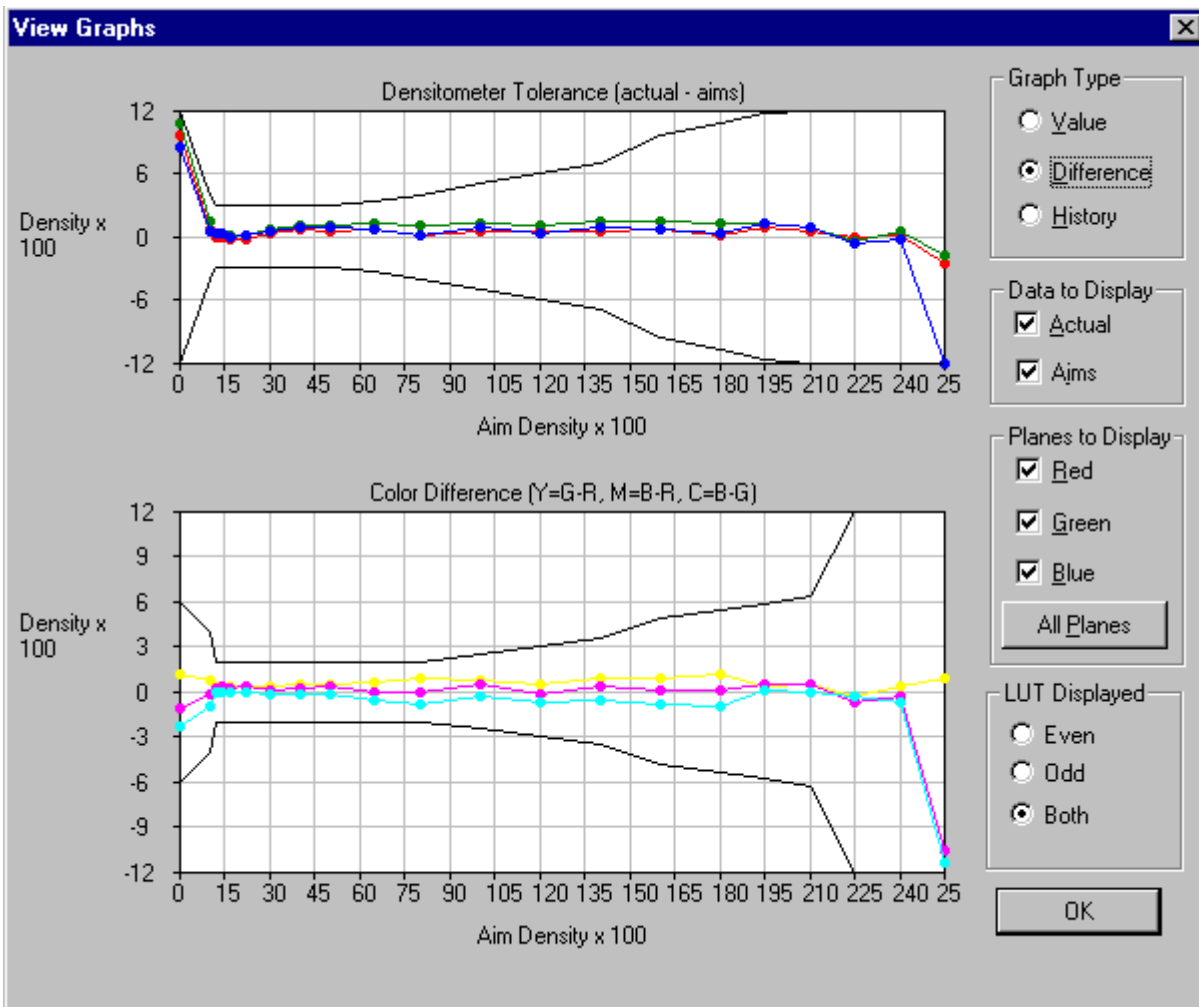 View Graphs
Densitometer Tolerance (actual - aims)
12
6
0
-6
-12
Density x
100
0 15 30 45 60 75 90 105 120 135 150 165 180 195 210 225 240 25
Aim Density x 100
Color Difference (Y=G-R, M=B-R, C=B-G)
12
9
6
3
0
-3
-6
-9
-12
Density x
100
0 15 30 45 60 75 90 105 120 135 150 165 180 195 210 225 240 25
Aim Density x 100
Graph Type
Value
Difference
History
Data to Display
Actual
Aims
Planes to Display
Red
Green
Blue
All Planes
LUT Displayed
Even
Odd
Both
OK